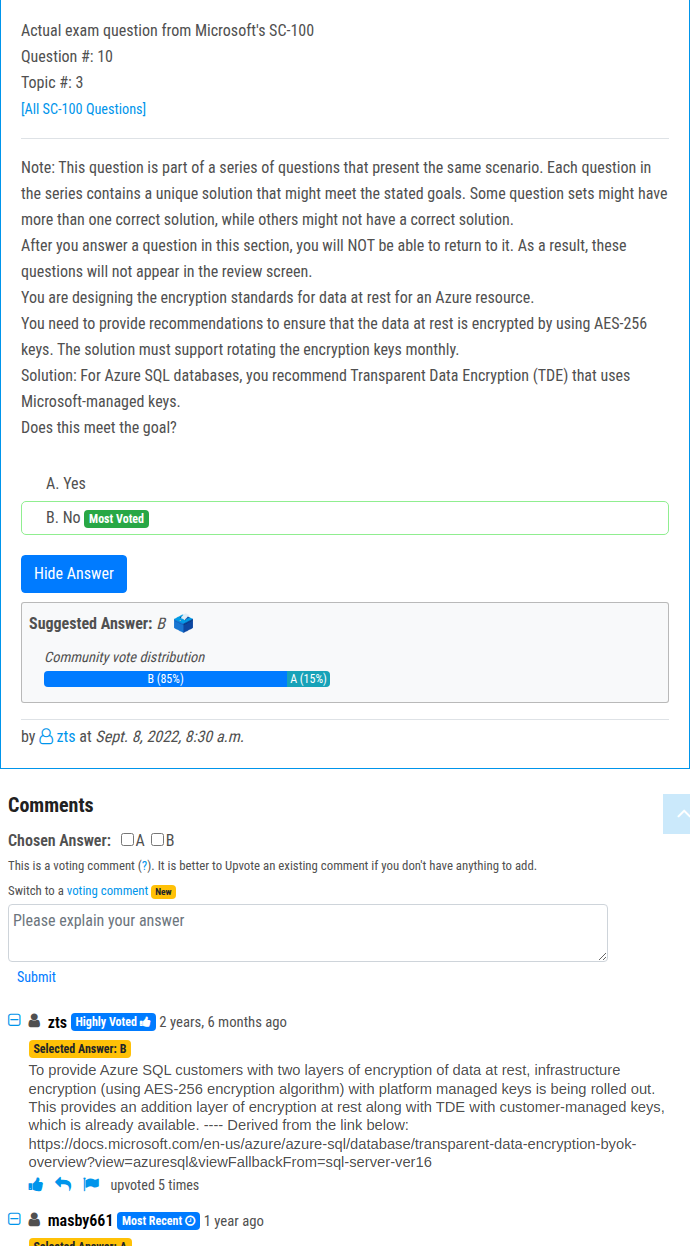 Actual exam question from Microsoft's SC-100
Question #: 10
Topic #: 3
[All SC-100 Questions]
Note: This question is part of a series of questions that present the same scenario. Each question in
the series contains a unique solution that might meet the stated goals. Some question sets might have
more than one correct solution, while others might not have a correct solution.
After you answer a question in this section, you will NOT be able to return to it. As a result, these
questions will not appear in the review screen.
You are designing the encryption standards for data at rest for an Azure resource.
You need to provide recommendations to ensure that the data at rest is encrypted by using AES-256
keys. The solution must support rotating the encryption keys monthly.
Solution: For Azure SQL databases, you recommend Transparent Data Encryption (TDE) that uses
Microsoft-managed keys.
Does this meet the goal?
A. Yes
B. No Most Voted
Hide Answer
Suggested Answer: B
Community vote distribution
B (85%) A (15%)
by zts at Sept. 8, 2022, 8:30 a.m.
Comments
Chosen Answer: A B
This is a voting comment (?). It is better to Upvote an existing comment if you don't have anything to add.
Switch to a voting comment New
Please explain your answer
Submit
zts Highly Voted 2 years, 6 months ago
Selected Answer: B
To provide Azure SQL customers with two layers of encryption of data at rest, infrastructure
encryption (using AES-256 encryption algorithm) with platform managed keys is being rolled out.
This provides an addition layer of encryption at rest along with TDE with customer-managed keys,
which is already available. ---- Derived from the link below:
https://docs.microsoft.com/en-us/azure/azure-sql/database/transparent-data-encryption-byok-
overview?view=azuresql&viewFallbackFrom=sql-server-ver16
upvoted 5 times
masby661 Most Recent 1 year ago
Selected Answer: A